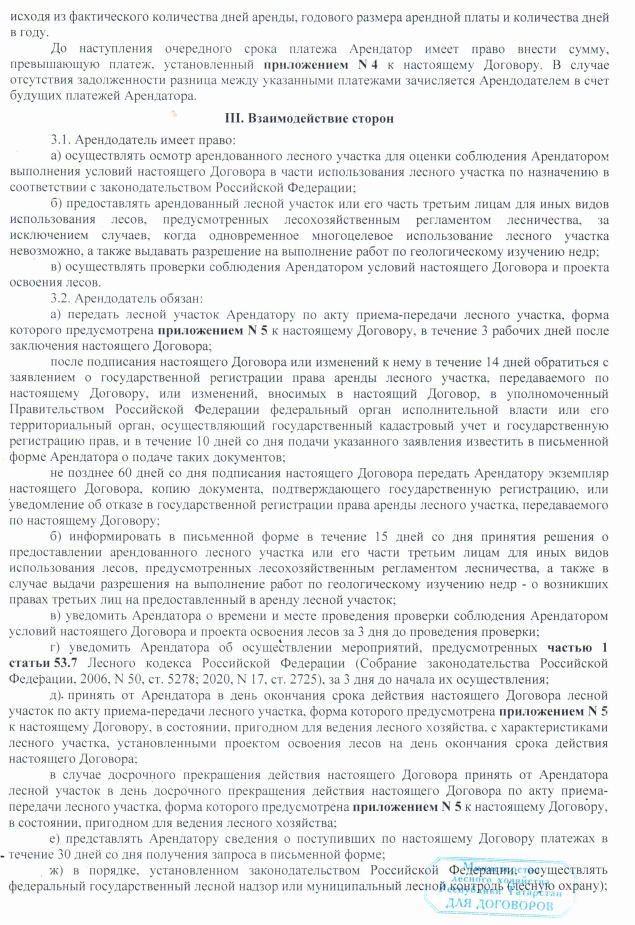 исходя из фактического количества дней аренды, годового размера арендной платы и количества дней
в году.
До наступления очередного срока платежа Арендатор имеет право внести сумму,
превышающую платеж, установленный приложением N 4 к настоящему Договору. В случае
отсутствия задолженности разница между указанными платежами зачисляется Арендодателем в счет
будущих платежей Арендатора.
III. Взаимодействие сторон
3.1. Арендодатель имеет право:
а) осуществлять осмотр арендованного лесного участка для оценки соблюдения Арендатором
выполнения условий настоящего Договора в части использования лесного участка по назначению в
соответствии с законодательством Российской Федерации;
б) предоставлять арендованный лесной участок или его часть третьим лицам для иных видов
использования лесов, предусмотренных лесохозяйственным регламентом лесничества, за
исключением случаев, когда одновременное многоцелевое использование лесного участка
невозможно, а также выдавать разрешение на выполнение работ по геологическому изучению недр;
в) осуществлять проверки соблюдения Арендатором условий настоящего Договора и проекта
освоения лесов.
3.2. Арендодатель обязан:
а) передать лесной участок Арендатору по акту приема-передачи лесного участка, форма
которого предусмотрена приложением N 5 к настоящему Договору, в течение 3 рабочих дней после
заключения настоящего Договора;
после подписания настоящего Договора или изменений к нему в течение 14 дней обратиться с
заявлением о государственной регистрации права аренды лесного участка, передаваемого по
настоящему Договору, или изменений, вносимых в настоящий Договор, в уполномоченный
Правительством Российской Федерации федеральный орган исполнительной власти или его
территориальный орган, осуществляющий государственный кадастровый учет и государственную
регистрацию прав, и в течение 10 дней со дня подачи указанного заявления известить в письменной
форме Арендатора о подаче таких документов;
не позднее 60 дней со дня подписания настоящего Договора передать Арендатору экземпляр
настоящего Договора, копию документа, подтверждающего государственную регистрацию, или
уведомление об отказе в государственной регистрации права аренды лесного участка, передаваемого
по настоящему Договору;
б) информировать в письменной форме в течение 15 дней со дня принятия решения о
предоставлении арендованного лесного участка или его части третьим лицам для иных видов
использования лесов, предусмотренных лесохозяйственным регламентом лесничества, а также в
случае выдачи разрешения на выполнение работ по геологическому изучению недр - о возникших
правах третьих лиц на предоставленный в аренду лесной участок;
в) уведомить Арендатора о времени и месте проведения проверки соблюдения Арендатором
условий настоящего Договора и проекта освоения лесов за 3 дня до проведения проверки;
г) уведомить Арендатора об осуществлении мероприятий, предусмотренных частью 1
статьи 53.7 Лесного кодекса Российской Федерации (Собрание законодательства Российской
Федерации, 2006, N 50, ст. 5278; 2020, N 17, ст. 2725), за 3 дня до начала их осуществления;
д) принять от Арендатора в день окончания срока действия настоящего Договора лесной
участок по акту приема-передачи лесного участка, форма которого предусмотрена приложением N 5
к настоящему Договору, в состоянии, пригодном для ведения лесного хозяйства, с характеристиками
лесного участка, установленными проектом освоения лесов на день окончания срока действия
настоящего Договора;
в случае досрочного прекращения действия настоящего Договора принять от Арендатора
лесной участок в день досрочного прекращения действия настоящего Договора по акту приема-
передачи лесного участка, форма которого предусмотрена приложением N 5 к настоящему Договору,
в состоянии, пригодном для ведения лесного хозяйства;
е) представлять Арендатору сведения о поступивших по настоящему Договору платежах в
течение 30 дней со дня получения запроса в письменной форме;
ж) в порядке, установленном законодательством Российской Федерации, осуществлять
федеральный государственный лесной надзор или муниципальный лесной контроль (лесную охрану);
Министерство
лесного хозяйства
Республики Татарстан
ДЛЯ ДОГОВОРОВ